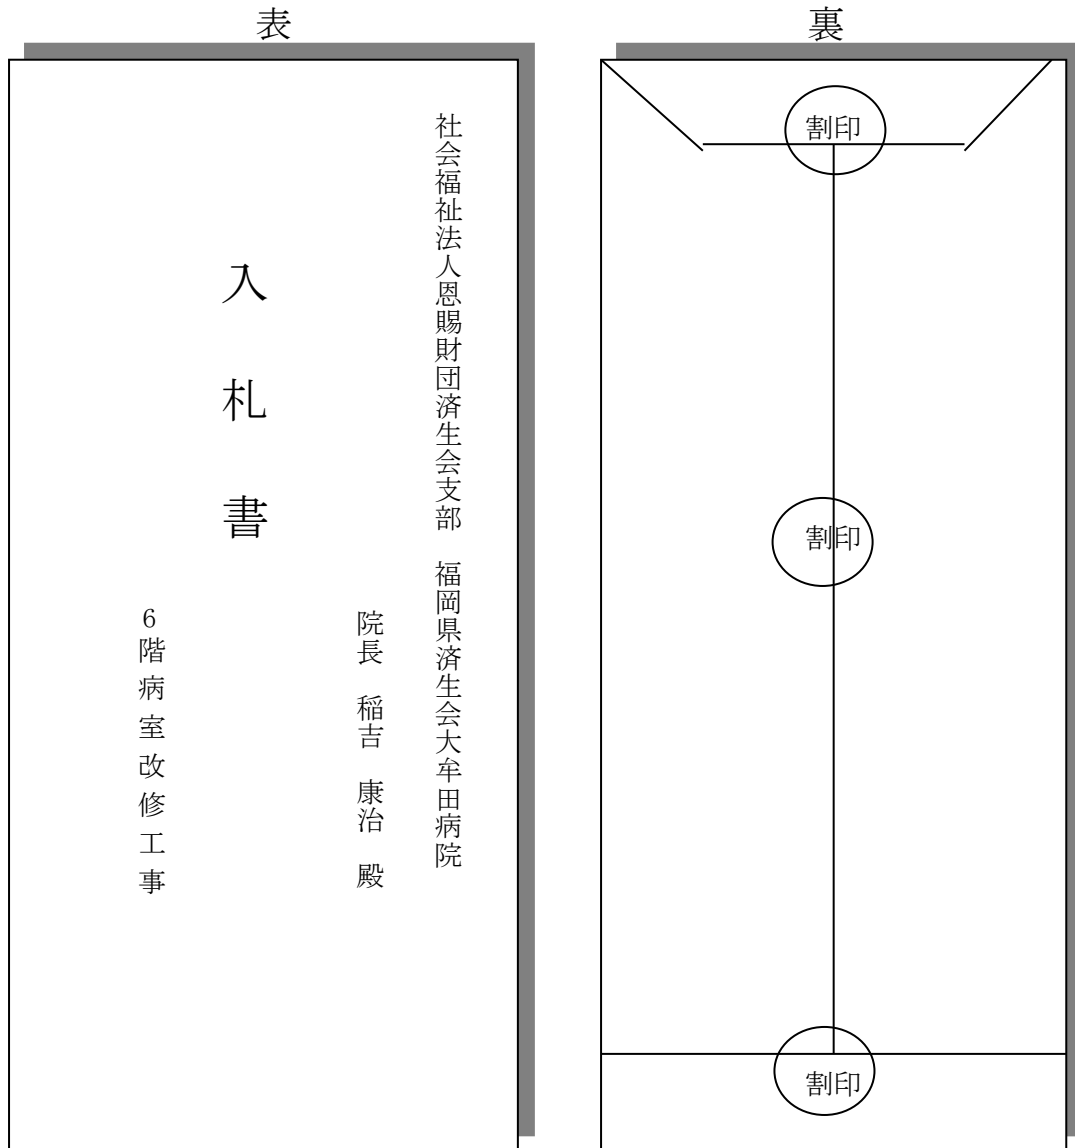 表
社会福祉法人恩賜財団済生会支部　福岡県済生会大牟田病院
院長　稲吉　康治　殿
入札書
6階病室改修工事
裏
割印
割印
割印